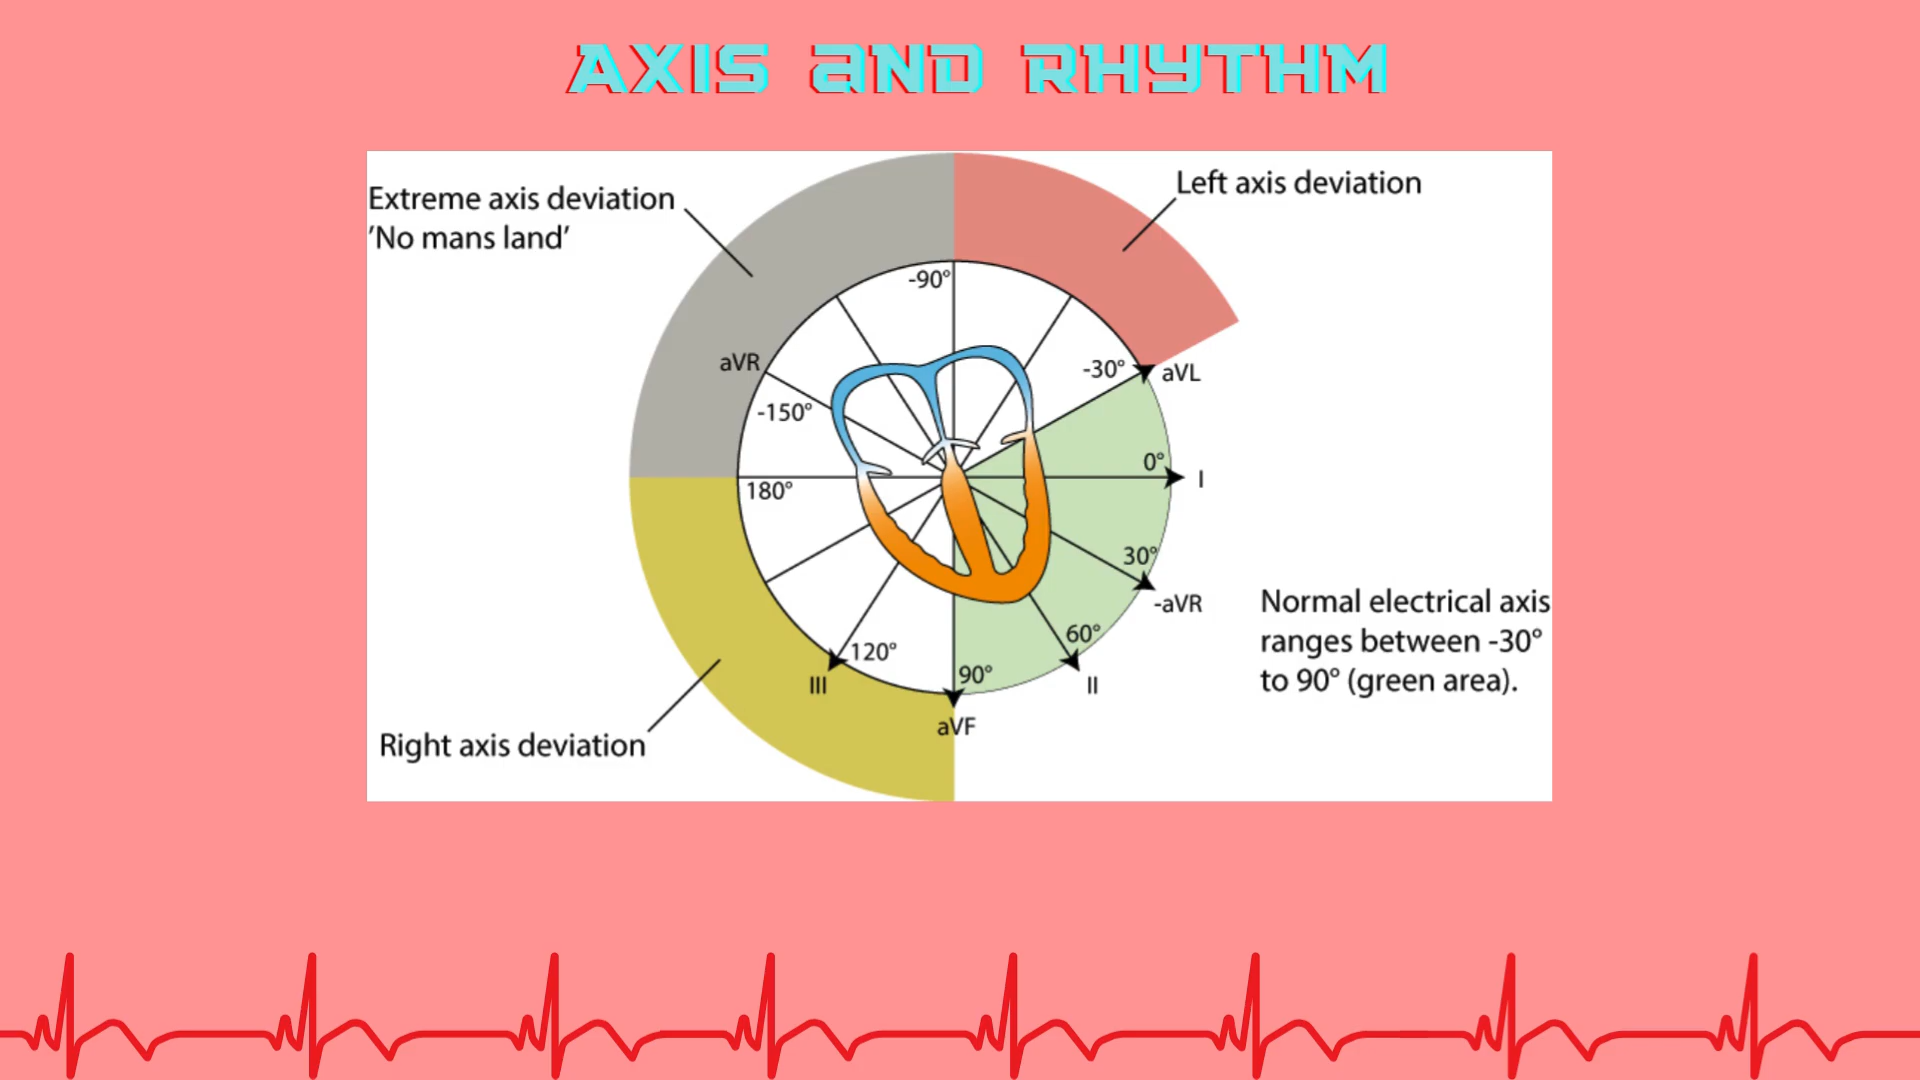 AXIS AND RHYTHM
Extreme axis deviation
'No mans land'
Left axis deviation
-90°
aVR
-30°
aVL
-150°
0°
I
180°
30°
-aVR
Normal electrical axis
ranges between -30°
to 90° (green area).
60°
120°
90°
III
II
aVF
Right axis deviation